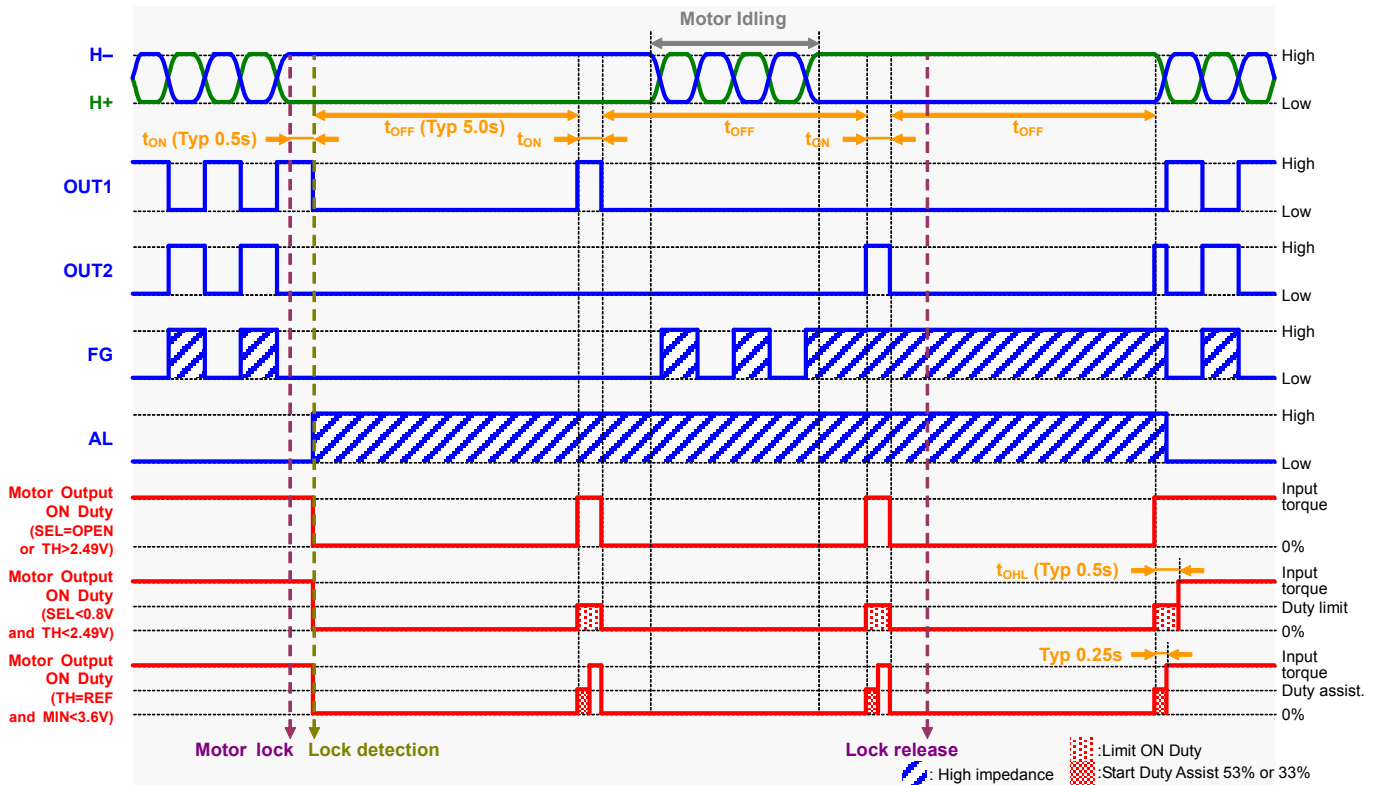 Motor Idling
H–
High
H+
Low
tOFF (Typ 5.0s)
tOFF
tOFF
tON (Typ 0.5s)
tON
tON
OUT1
High
Low
OUT2
High
Low
FG
High
Low
AL
High
Low
Motor Output
ON Duty
(SEL=OPEN
or TH>2.49V)
Input
torque
0%
Motor Output
ON Duty
(SEL<0.8V
and TH<2.49V)
tOHL (Typ 0.5s)
Input
torque
Duty limit
0%
Motor Output
ON Duty
(TH=REF
and MIN<3.6V)
Typ 0.25s
Input
torque
Duty assist.
0%
Motor lock
Lock detection
Lock release
: High impedance
:Limit ON Duty
:Start Duty Assist 53% or 33%